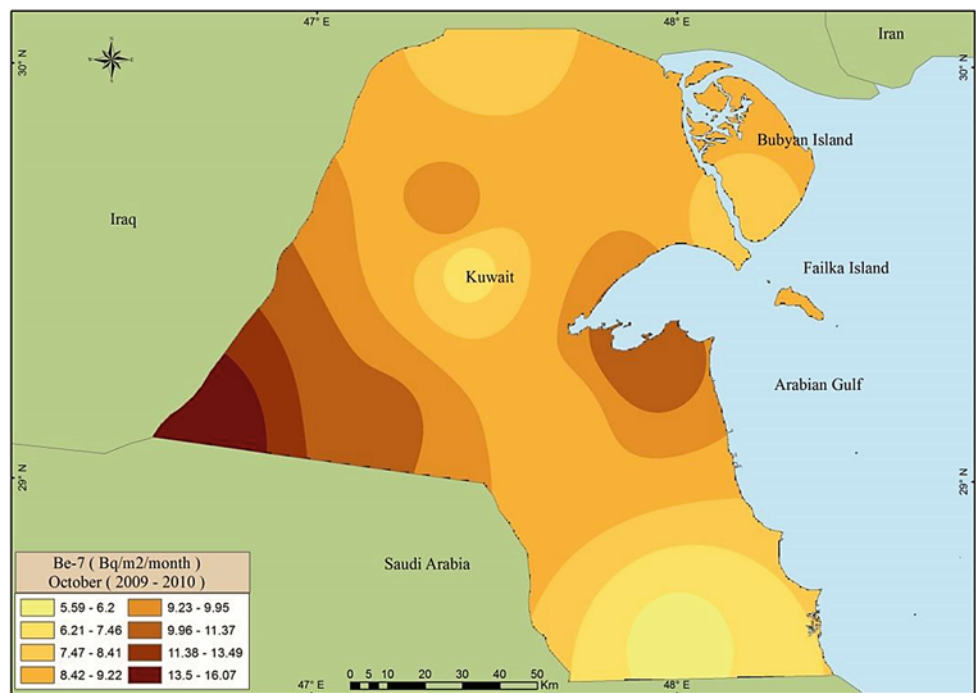 47° E
48° E
Iran
30° N
30° N
Bubyan Island
Iraq
Kuwait
Failka Island
Arabian Gulf
29° N
29° N
Saudi Arabia
Be-7 ( Bq/m2/month )
October ( 2009 - 2010 )
5.59 - 6.2
9.23 - 9.95
6.21 - 7.46
9.96 - 11.37
7.47 - 8.41
11.38 - 13.49
8.42 - 9.22
13.5 - 16.07
0 5 10 20 30 40 50
Km
47° E
48° E